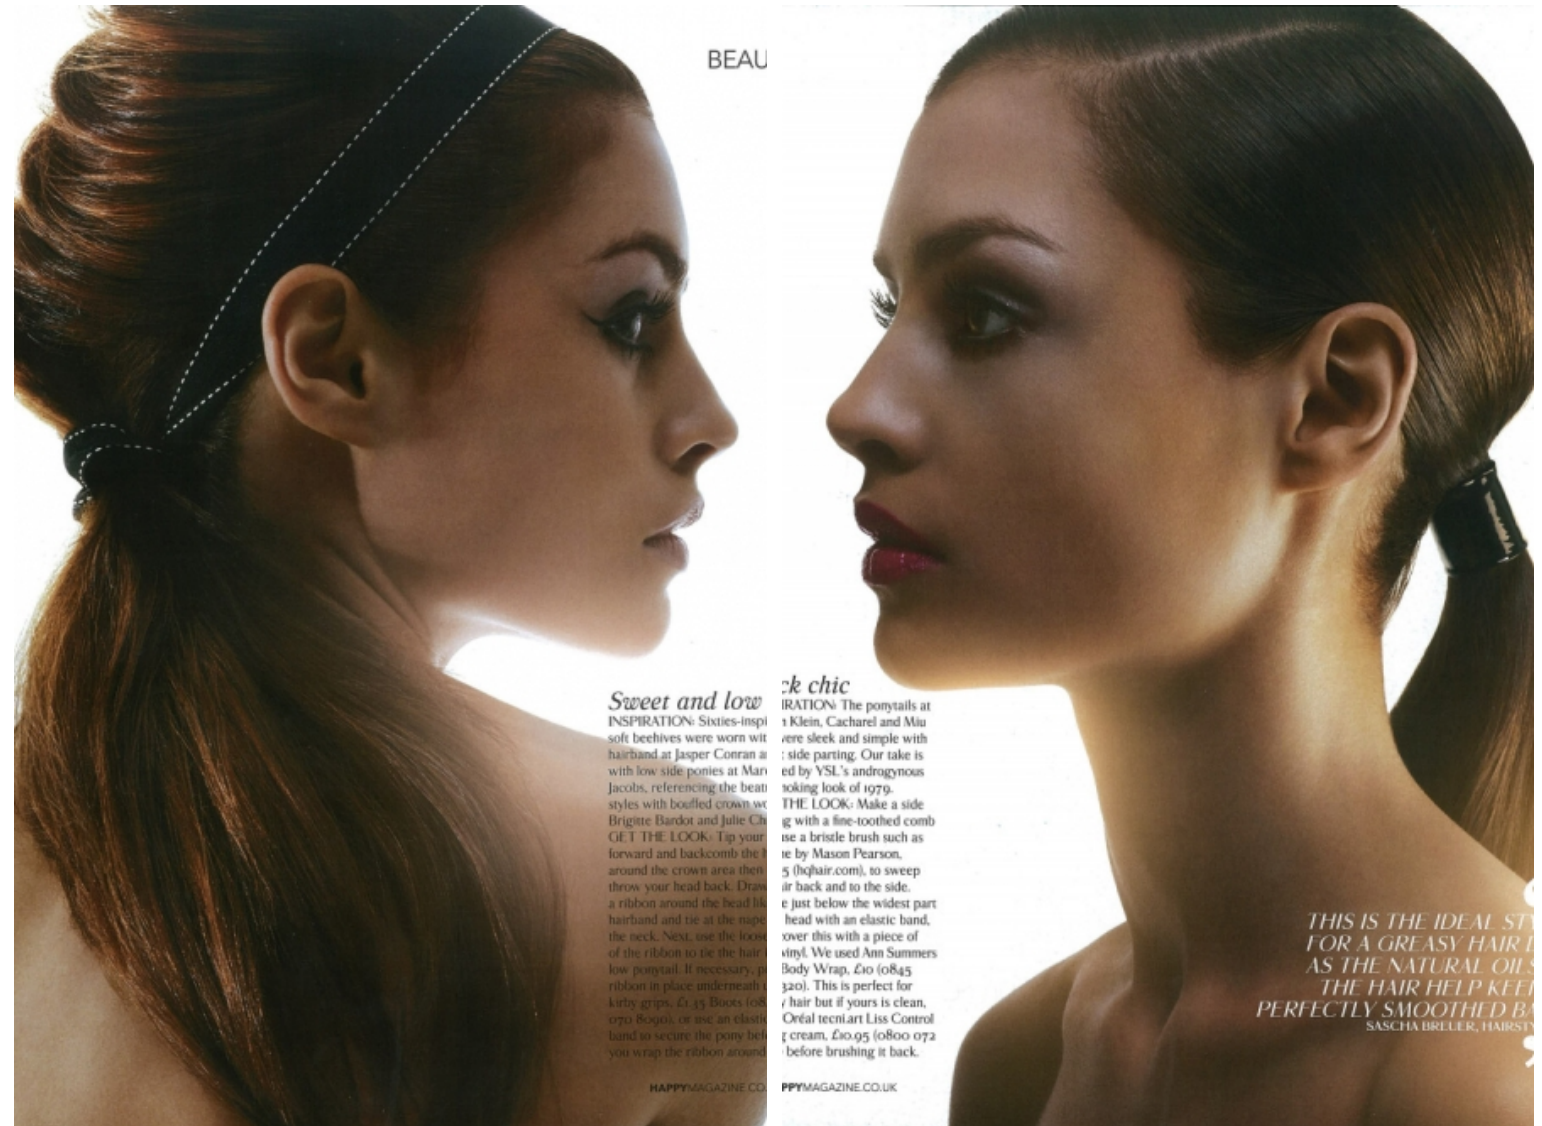 BEAU
Sweet and low
INSPIRATION: Sixties-inspi
soft beehives were worn wit
hairband at Jasper Conran a
with low side ponies at Mar
Jacobs, referencing the beat
styles with bouffed crown wo
Brigitte Bardot and Julie Ch
GET THE LOOK: Tip your
forward and backcomb the h
around the crown area then
throw your head back. Draw
a ribbon around the head lik
hairband and tie at the nape
the neck. Next, use the loose
of the ribbon to tie the hair i
low ponytail. If necessary, p
ribbon in place underneath
kirby grips, £1.35 Boots (08
070 8090), or use an elastic
band to secure the pony befo
you wrap the ribbon around
HAPPYMAGAZINE.CO.
ck chic
IRATION: The ponytails at
n Klein, Cacharel and Miu
vere sleek and simple with
side parting. Our take is
ed by YSL's androgynous
noking look of 1979.
THE LOOK: Make a side
g with a fine-toothed comb
use a bristle brush such as
ne by Mason Pearson,
5 (hqhair.com), to sweep
ir back and to the side.
e just below the widest part
head with an elastic band,
cover this with a piece of
vinyl. We used Ann Summers
Body Wrap, £10 (0845
320). This is perfect for
y hair but if yours is clean,
Oréal tecni.art Liss Control
g cream, £10.95 (0800 072
before brushing it back.
PPYMAGAZINE.CO.UK
THIS IS THE IDEAL STY
FOR A GREASY HAIR D
AS THE NATURAL OILS
THE HAIR HELP KEEP
PERFECTLY SMOOTHED BA
SASCHA BREUER, HAIRSTY